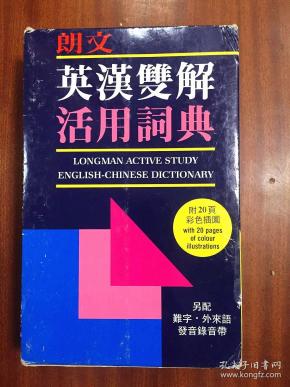 朗文
英漢雙解
活用詞典
LONGMAN ACTIVE STUDY
ENGLISH-CHINESE DICTIONARY
附20頁
彩色插圖
with 20 pages
of colour
illustrations
另配
難字·外來語
發音錄音帶
孔夫子旧书网